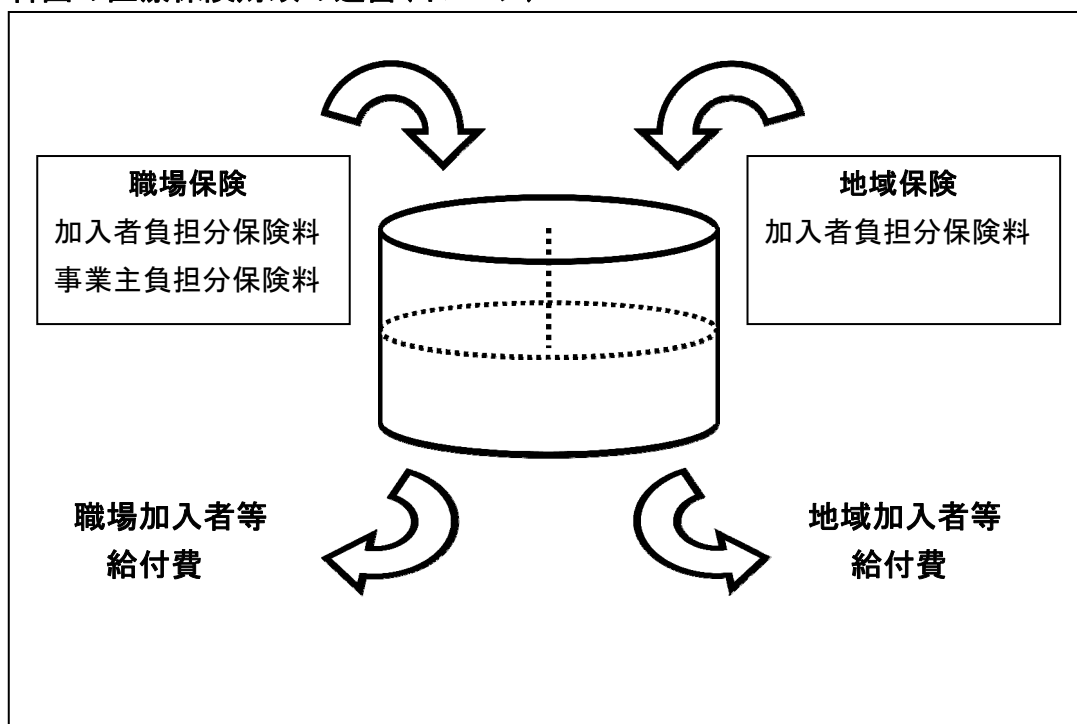 職場保険
加入者負担分保険料
事業主負担分保険料
地域保険
加入者負担分保険料
職場加入者等
給付費
地域加入者等
給付費